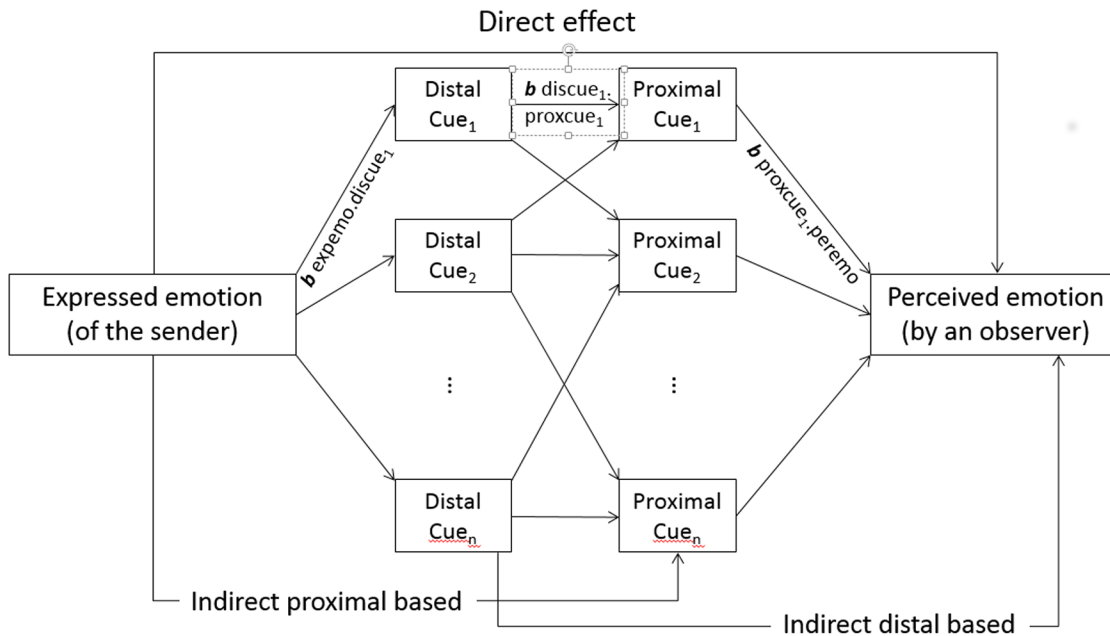 Direct effect
Distal
Cue₁
b discue₁.
proxcue₁
Proximal
Cue₁
b expemo.discue₁
b proxcue₁.peremo
Distal
Cue₂
Proximal
Cue₂
Expressed emotion
(of the sender)
Perceived emotion
(by an observer)
⋮
⋮
Distal
Cueₙ
Proximal
Cueₙ
Indirect proximal based
Indirect distal based